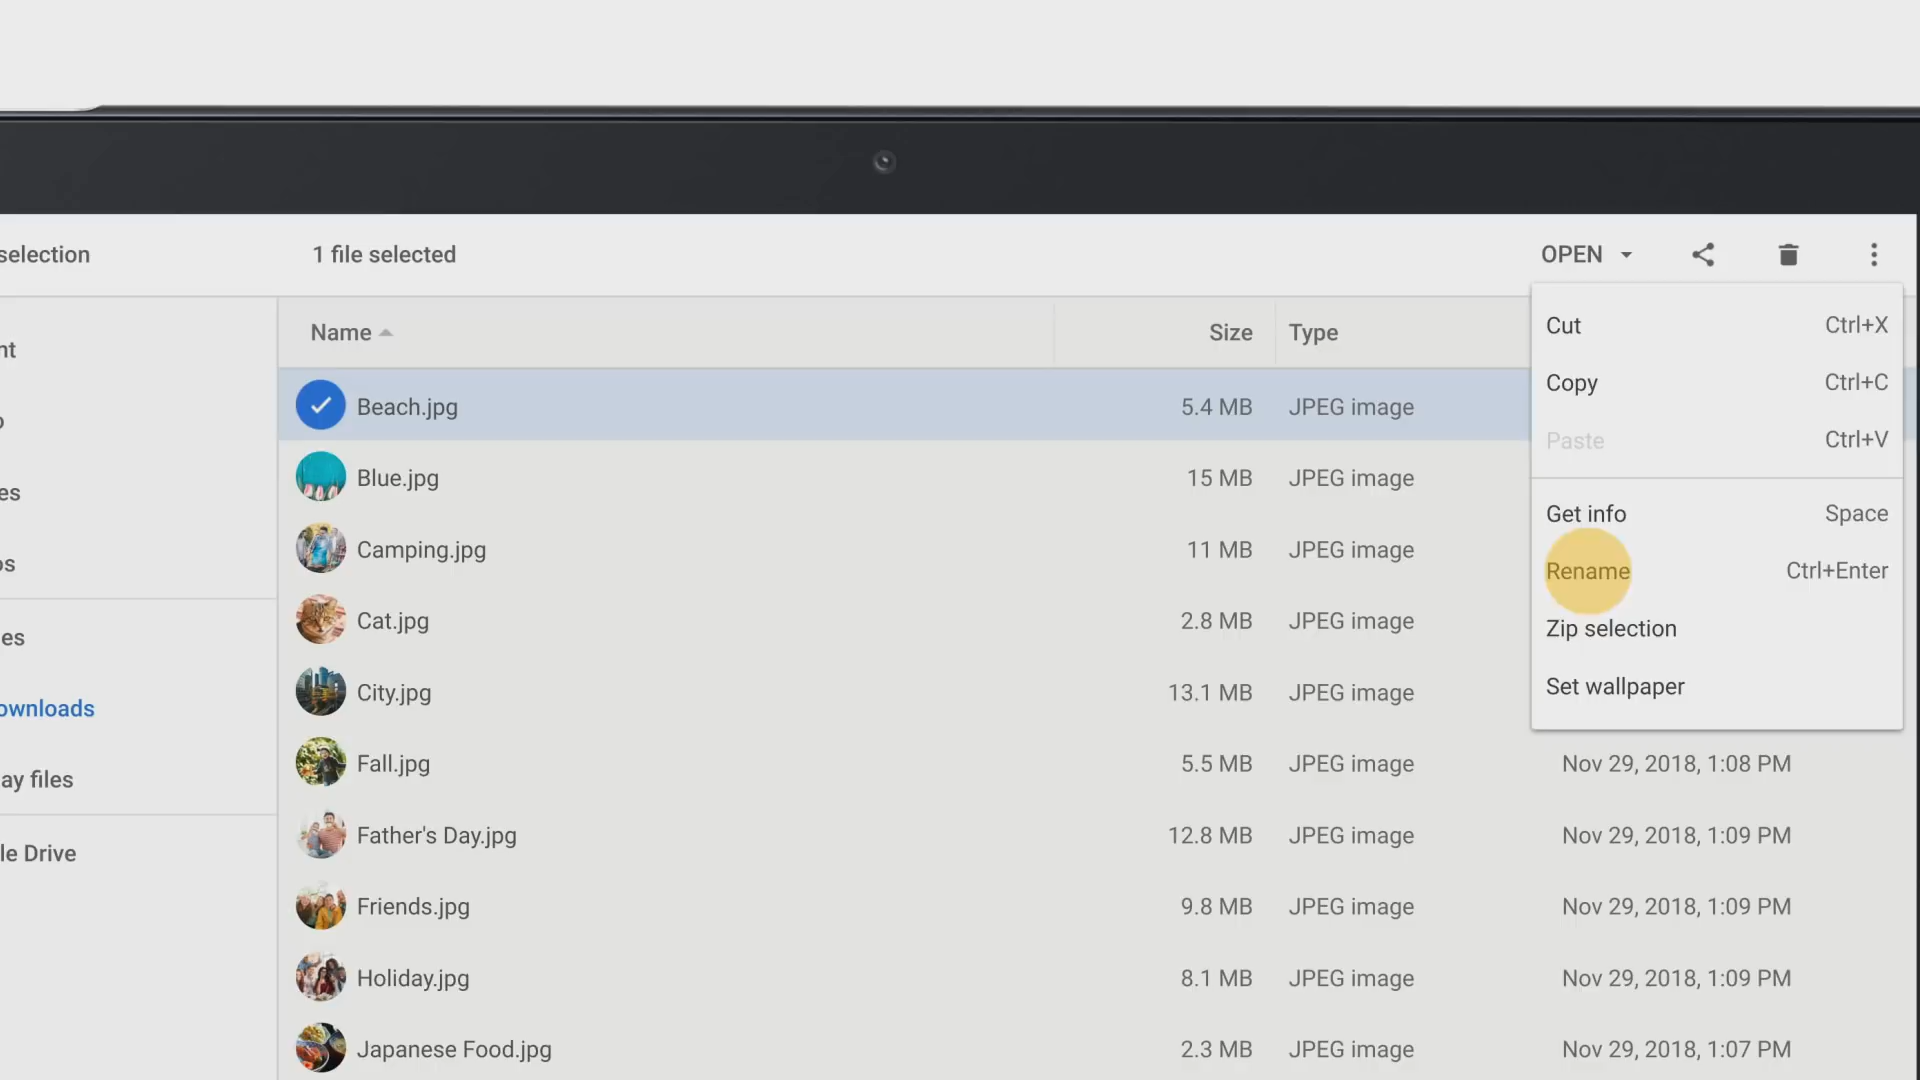 selection
1 file selected
OPEN
Name
Size
Type
Cut Ctrl+X
Copy Ctrl+C
Paste Ctrl+V
Get info Space
Rename Ctrl+Enter
Zip selection
Set wallpaper
Beach.jpg 5.4 MB JPEG image
Blue.jpg 15 MB JPEG image
Camping.jpg 11 MB JPEG image
Cat.jpg 2.8 MB JPEG image
City.jpg 13.1 MB JPEG image
Fall.jpg 5.5 MB JPEG image Nov 29, 2018, 1:08 PM
Father's Day.jpg 12.8 MB JPEG image Nov 29, 2018, 1:09 PM
Friends.jpg 9.8 MB JPEG image Nov 29, 2018, 1:09 PM
Holiday.jpg 8.1 MB JPEG image Nov 29, 2018, 1:09 PM
Japanese Food.jpg 2.3 MB JPEG image Nov 29, 2018, 1:07 PM
nt
o
es
os
es
ownloads
ay files
le Drive